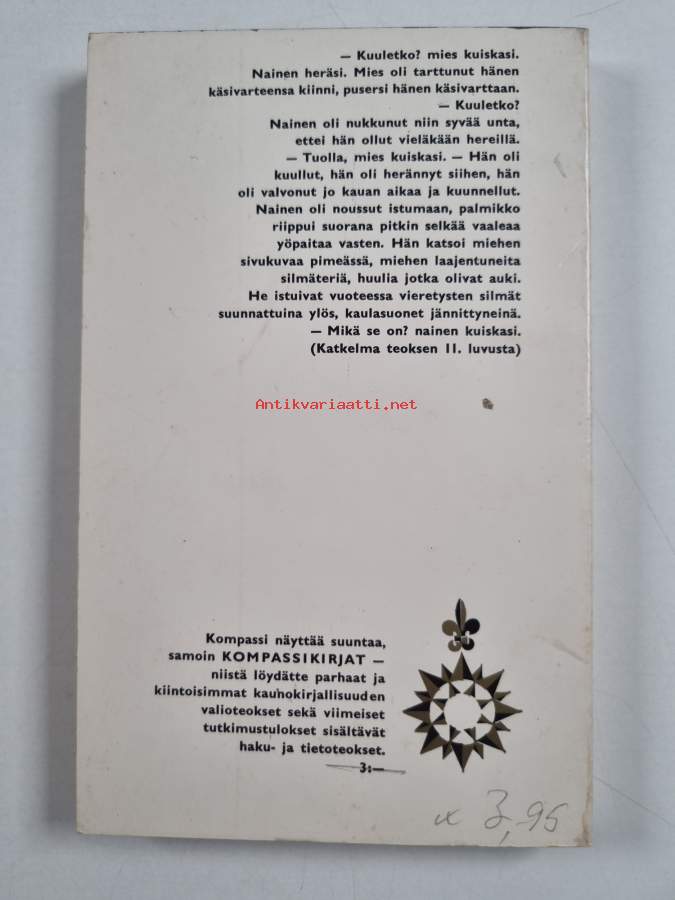 — Kuuletko? mies kuiskasi.
Nainen heräsi. Mies oli tarttunut hänen
käsivarteensa kiinni, pusersi hänen käsivarttaan.
— Kuuletko?
Nainen oli nukkunut niin syvää unta,
ettei hän ollut vieläkään hereillä.
— Tuolla, mies kuiskasi. — Hän oli
kuullut, hän oli herännyt siihen, hän
oli valvonut jo kauan aikaa ja kuunnellut.
Nainen oli noussut istumaan, palmikko
riippui suorana pitkin selkää vaaleaa
yöpaitaa vasten. Hän katsoi miehen
sivukuvaa pimeässä, miehen laajentuneita
silmäteriä, huulia jotka olivat auki.
He istuivat vuoteessa vieretysten silmät
suunnattuina ylös, kaulasuonet jännittyneinä.
— Mikä se on? nainen kuiskasi.
(Katkelma teoksen II. luvusta)
Antikvariaatti.net
Kompassi näyttää suuntaa,
samoin KOMPASSIKIRJAT —
niistä löydätte parhaat ja
kiintoisimmat kaunokirjallisuuden
valioteokset sekä viimeiset
tutkimustulokset sisältävät
haku- ja tietoteokset.
3:—
x 3,95